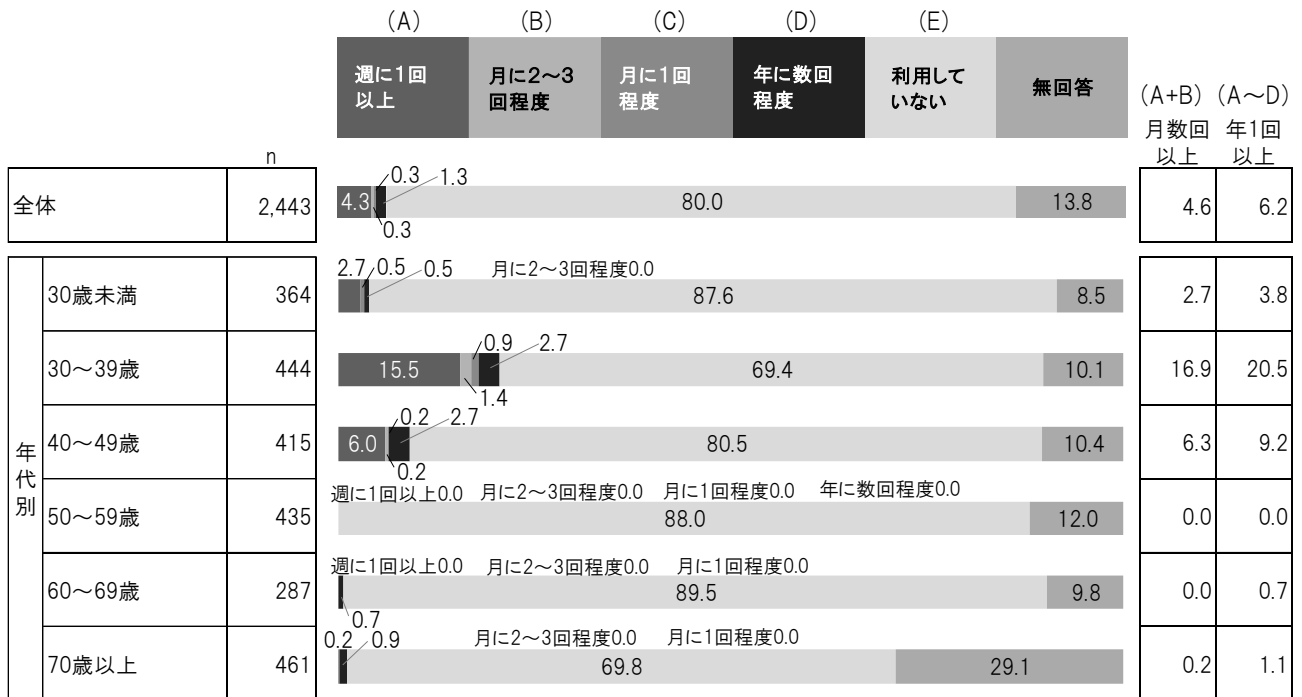 (A) (B) (C) (D) (E)
週に1回 月に2~3 月に1回 年に数回 利用して 無回答
以上 回程度 程度 程度 いない
(A+B) (A~D)
月数回 年1回
以上 以上
n
0.3 1.3
全体 2,443 4.3 80.0 13.8 4.6 6.2
0.3
年代別
2.7 0.5 0.5 月に2~3回程度0.0
30歳未満 364 87.6 8.5 2.7 3.8
0.9 2.7
30~39歳 444 15.5 69.4 10.1 16.9 20.5
1.4
0.2 2.7
40~49歳 415 6.0 80.5 10.4 6.3 9.2
0.2
週に1回以上0.0 月に2~3回程度0.0 月に1回程度0.0 年に数回程度0.0
50~59歳 435 88.0 12.0 0.0 0.0
週に1回以上0.0 月に2~3回程度0.0 月に1回程度0.0
60~69歳 287 89.5 9.8 0.0 0.7
0.7
0.2 0.9 月に2~3回程度0.0 月に1回程度0.0
70歳以上 461 69.8 29.1 0.2 1.1